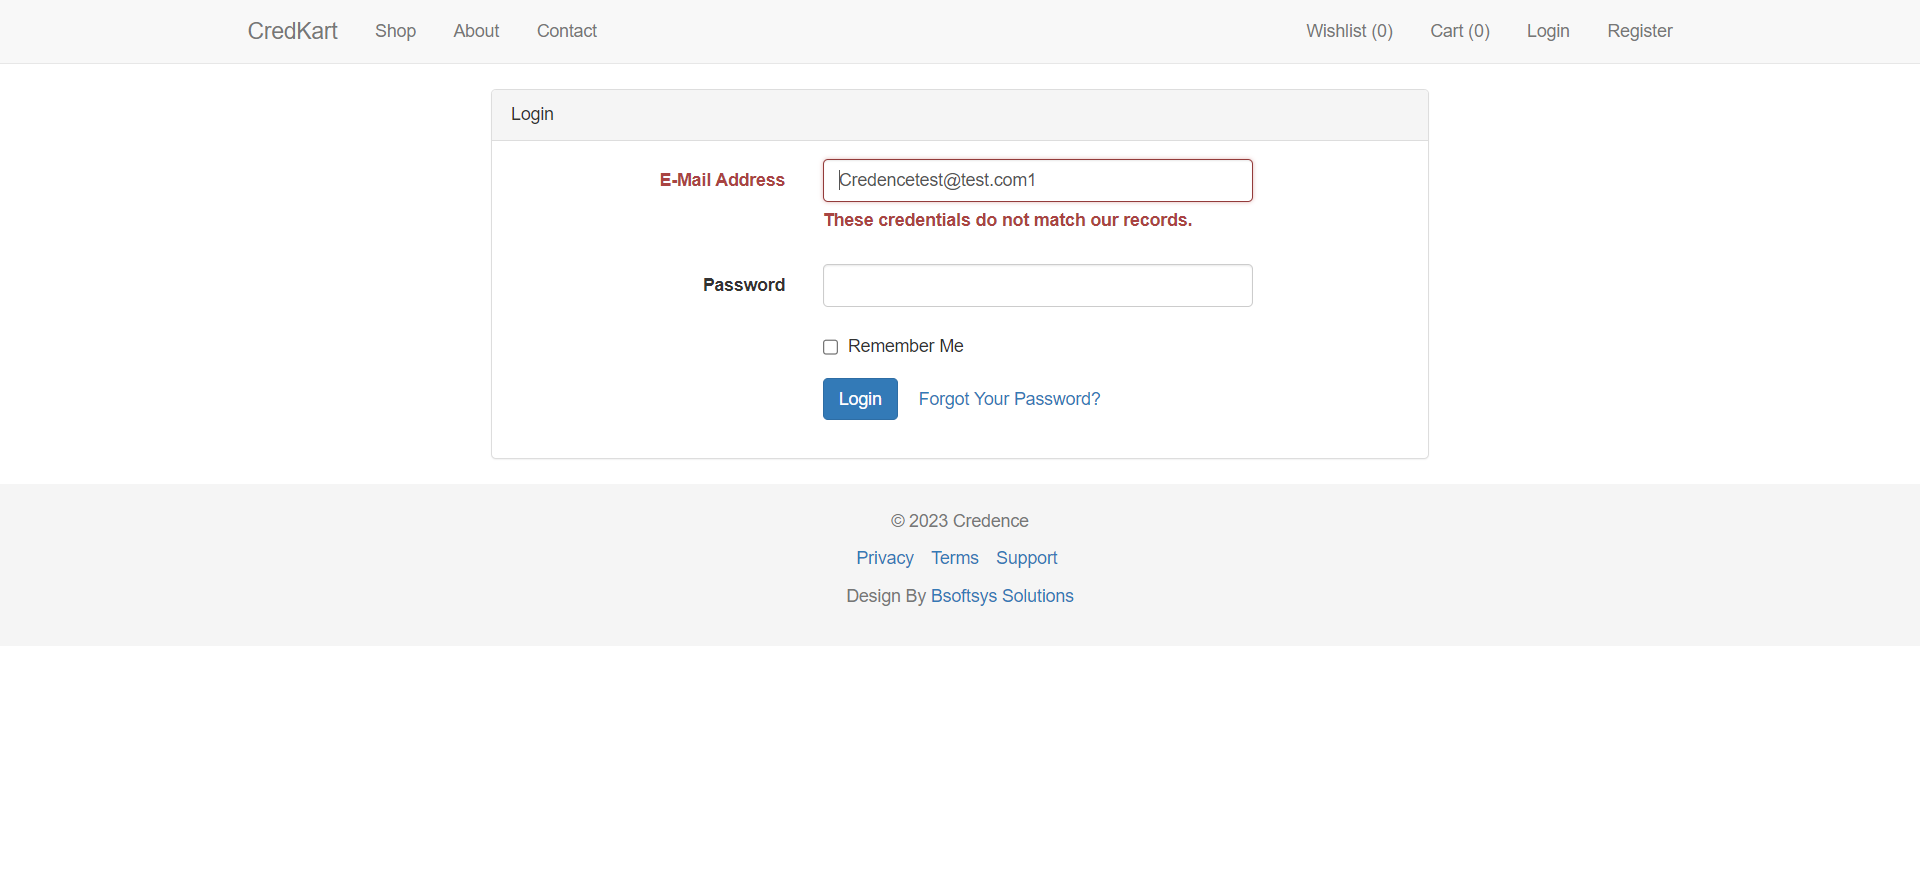 CredKart Shop About Contact Wishlist (0) Cart (0) Login Register
Login
E-Mail Address Credencetest@test.com1
These credentials do not match our records.
Password
Remember Me
Login Forgot Your Password?
© 2023 Credence
Privacy Terms Support
Design By Bsoftsys Solutions